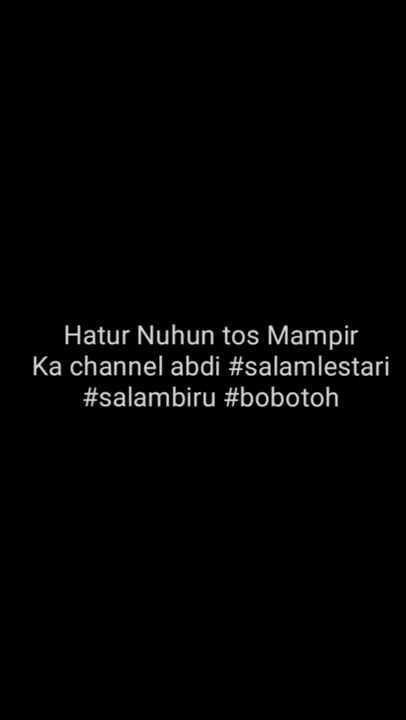 Hatur Nuhun tos Mampir
Ka channel abdi #salamlestari
#salambiru #bobotoh